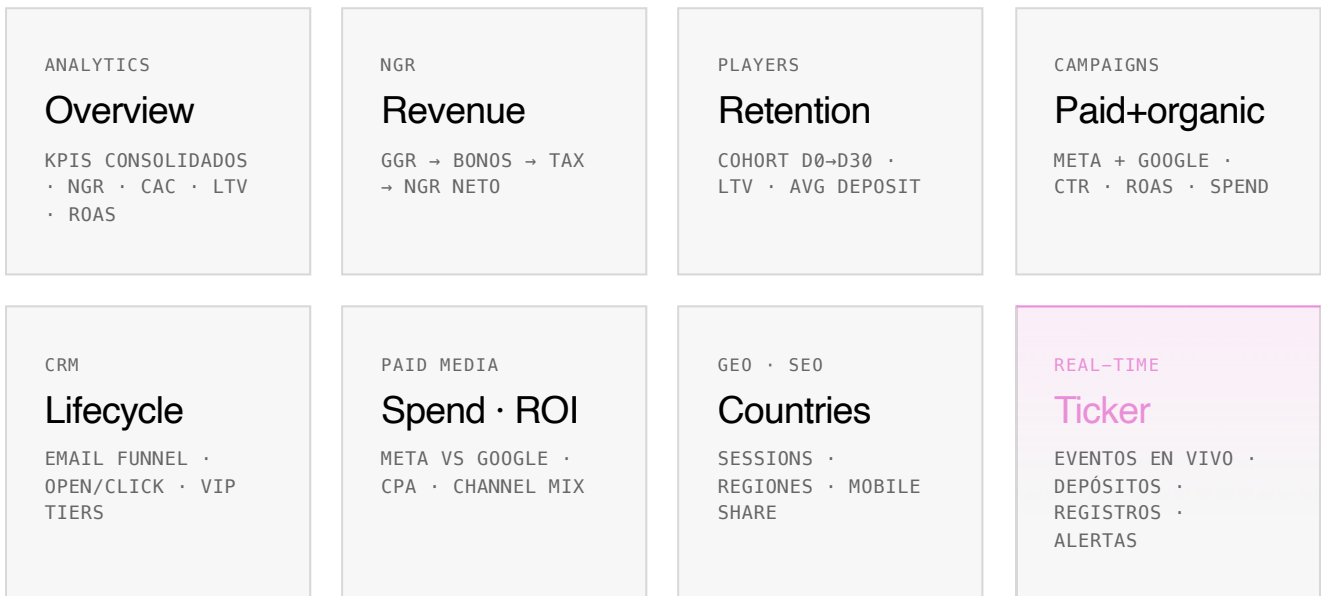 ANALYTICS
Overview
KPIS CONSOLIDADOS
· NGR · CAC · LTV
· ROAS
NGR
Revenue
GGR → BONOS → TAX
→ NGR NETO
PLAYERS
Retention
COHORT D0→D30 ·
LTV · AVG DEPOSIT
CAMPAIGNS
Paid+organic
META + GOOGLE ·
CTR · ROAS · SPEND
CRM
Lifecycle
EMAIL FUNNEL ·
OPEN/CLICK · VIP
TIERS
PAID MEDIA
Spend · ROI
META VS GOOGLE ·
CPA · CHANNEL MIX
GEO · SEO
Countries
SESSIONS ·
REGIONES · MOBILE
SHARE
REAL-TIME
Ticker
EVENTOS EN VIVO ·
DEPÓSITOS ·
REGISTROS ·
ALERTAS